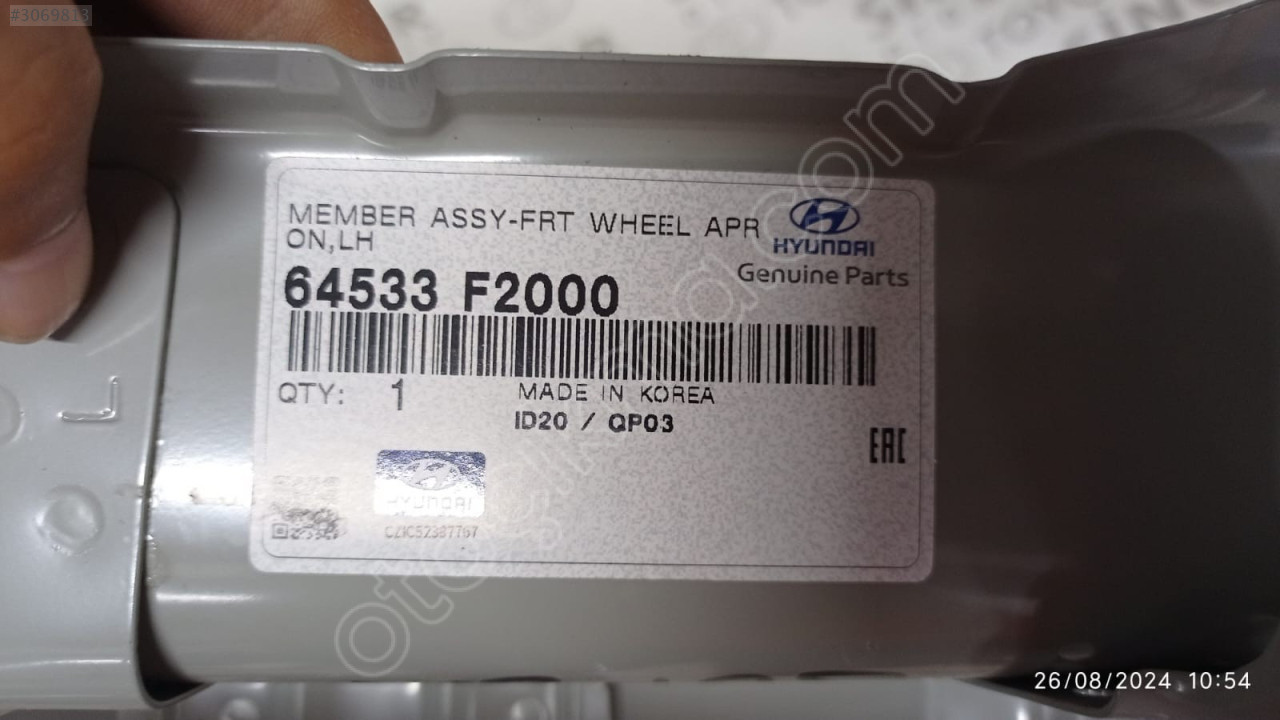 #3069813
MEMBER ASSY-FRT WHEEL APR
ON,LH
HYUNDAI
Genuine Parts
64533 F2000
QTY: 1
MADE IN KOREA
ID20 / QP03
EAC
HYUNDAI
L
26/08/2024 10:54